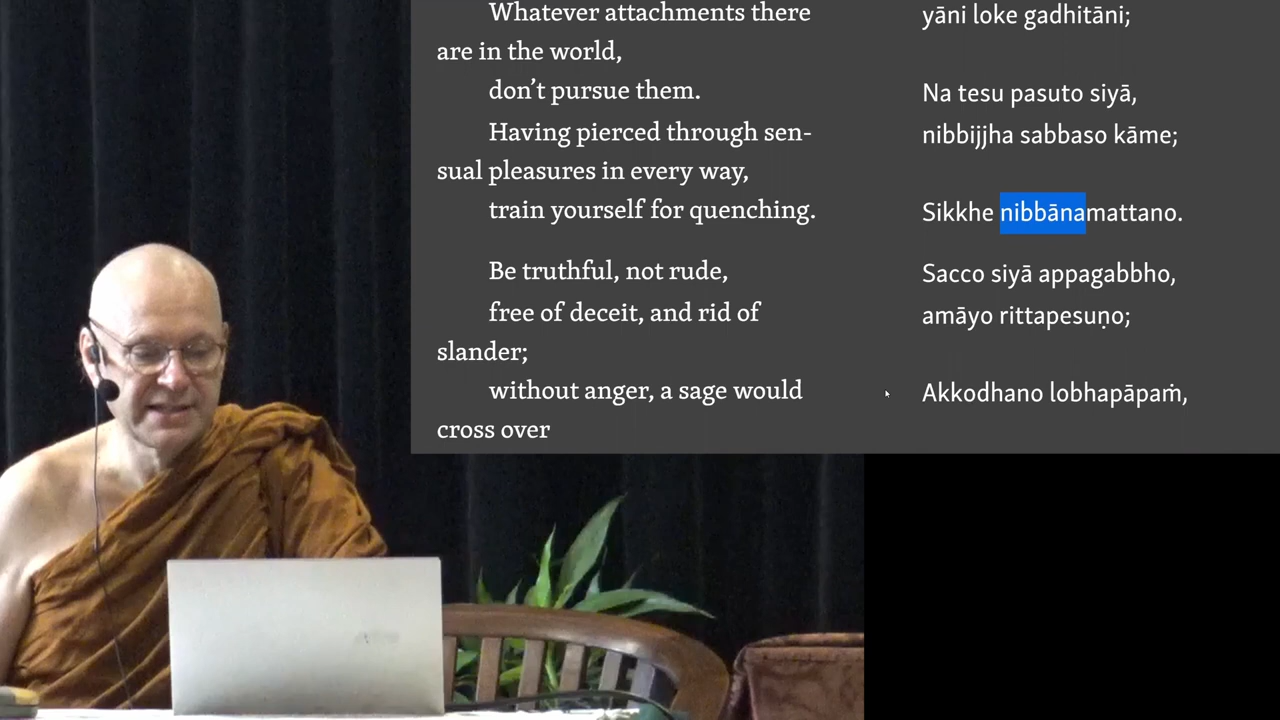 Whatever attachments there
are in the world,
don’t pursue them.
Having pierced through sen-
sual pleasures in every way,
train yourself for quenching.
Be truthful, not rude,
free of deceit, and rid of
slander;
without anger, a sage would
cross over
yāni loke gadhitāni;
Na tesu pasuto siyā,
nibbijjha sabbaso kāme;
Sikkhe nibbānamattano.
Sacco siyā appagabbho,
amāyo rittapesuṇo;
Akkodhano lobhapāpaṁ,